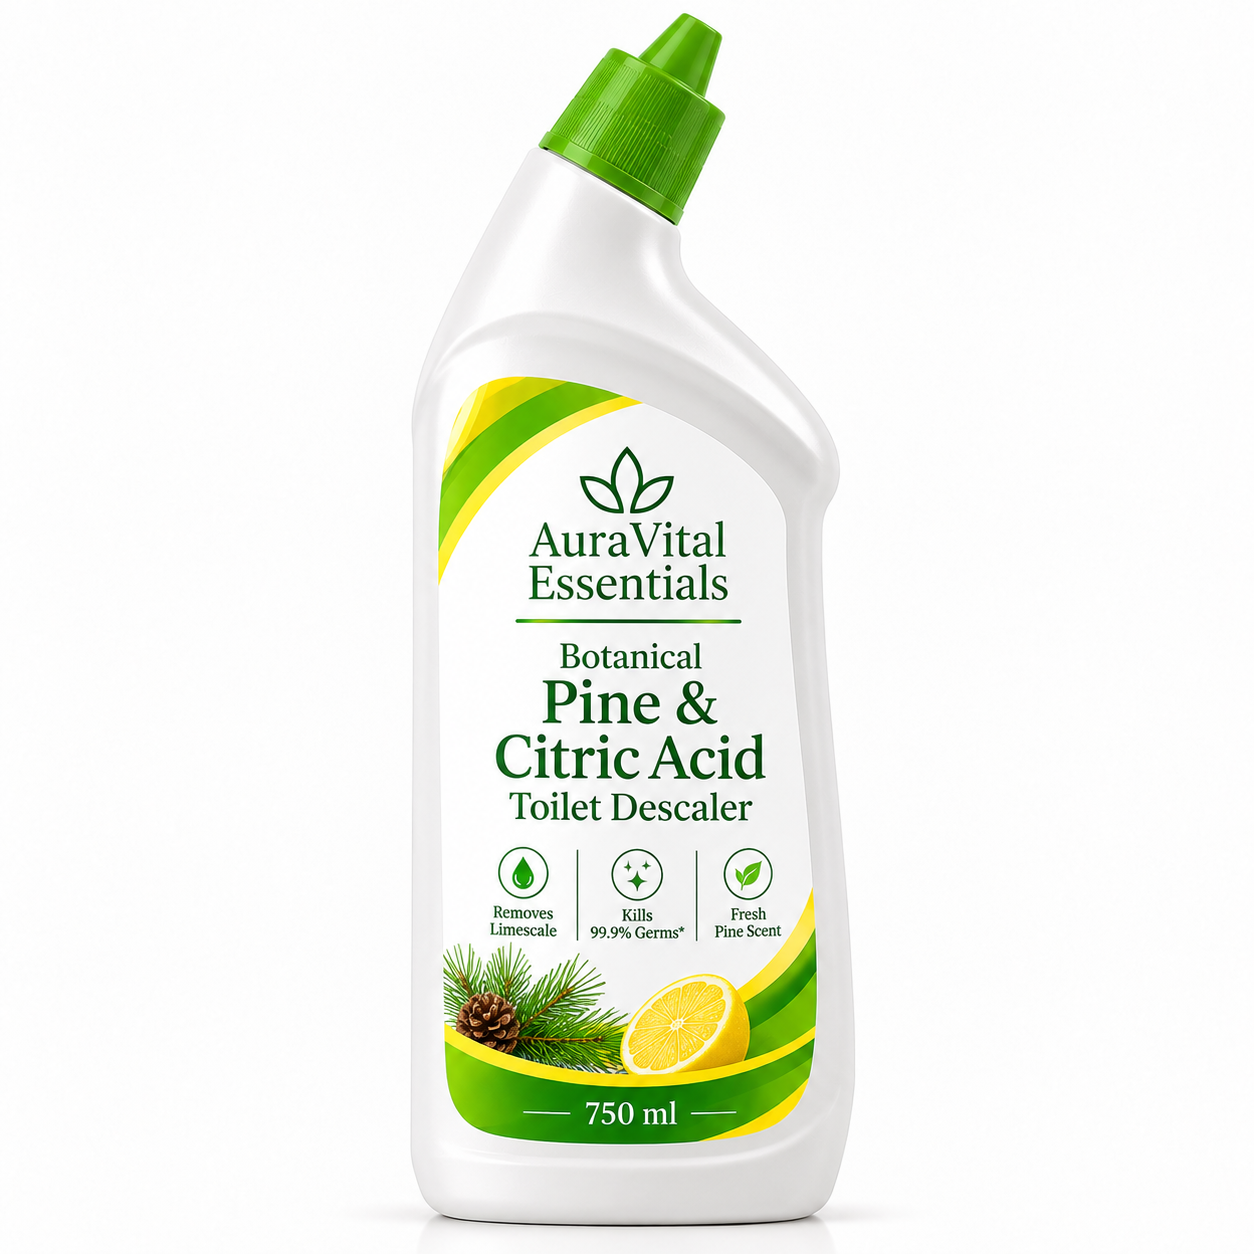 AuraVital
Essentials
Botanical
Pine &
Citric Acid
Toilet Descaler
Removes
Limescale
Kills
99.9% Germs*
Fresh
Pine Scent
750 ml